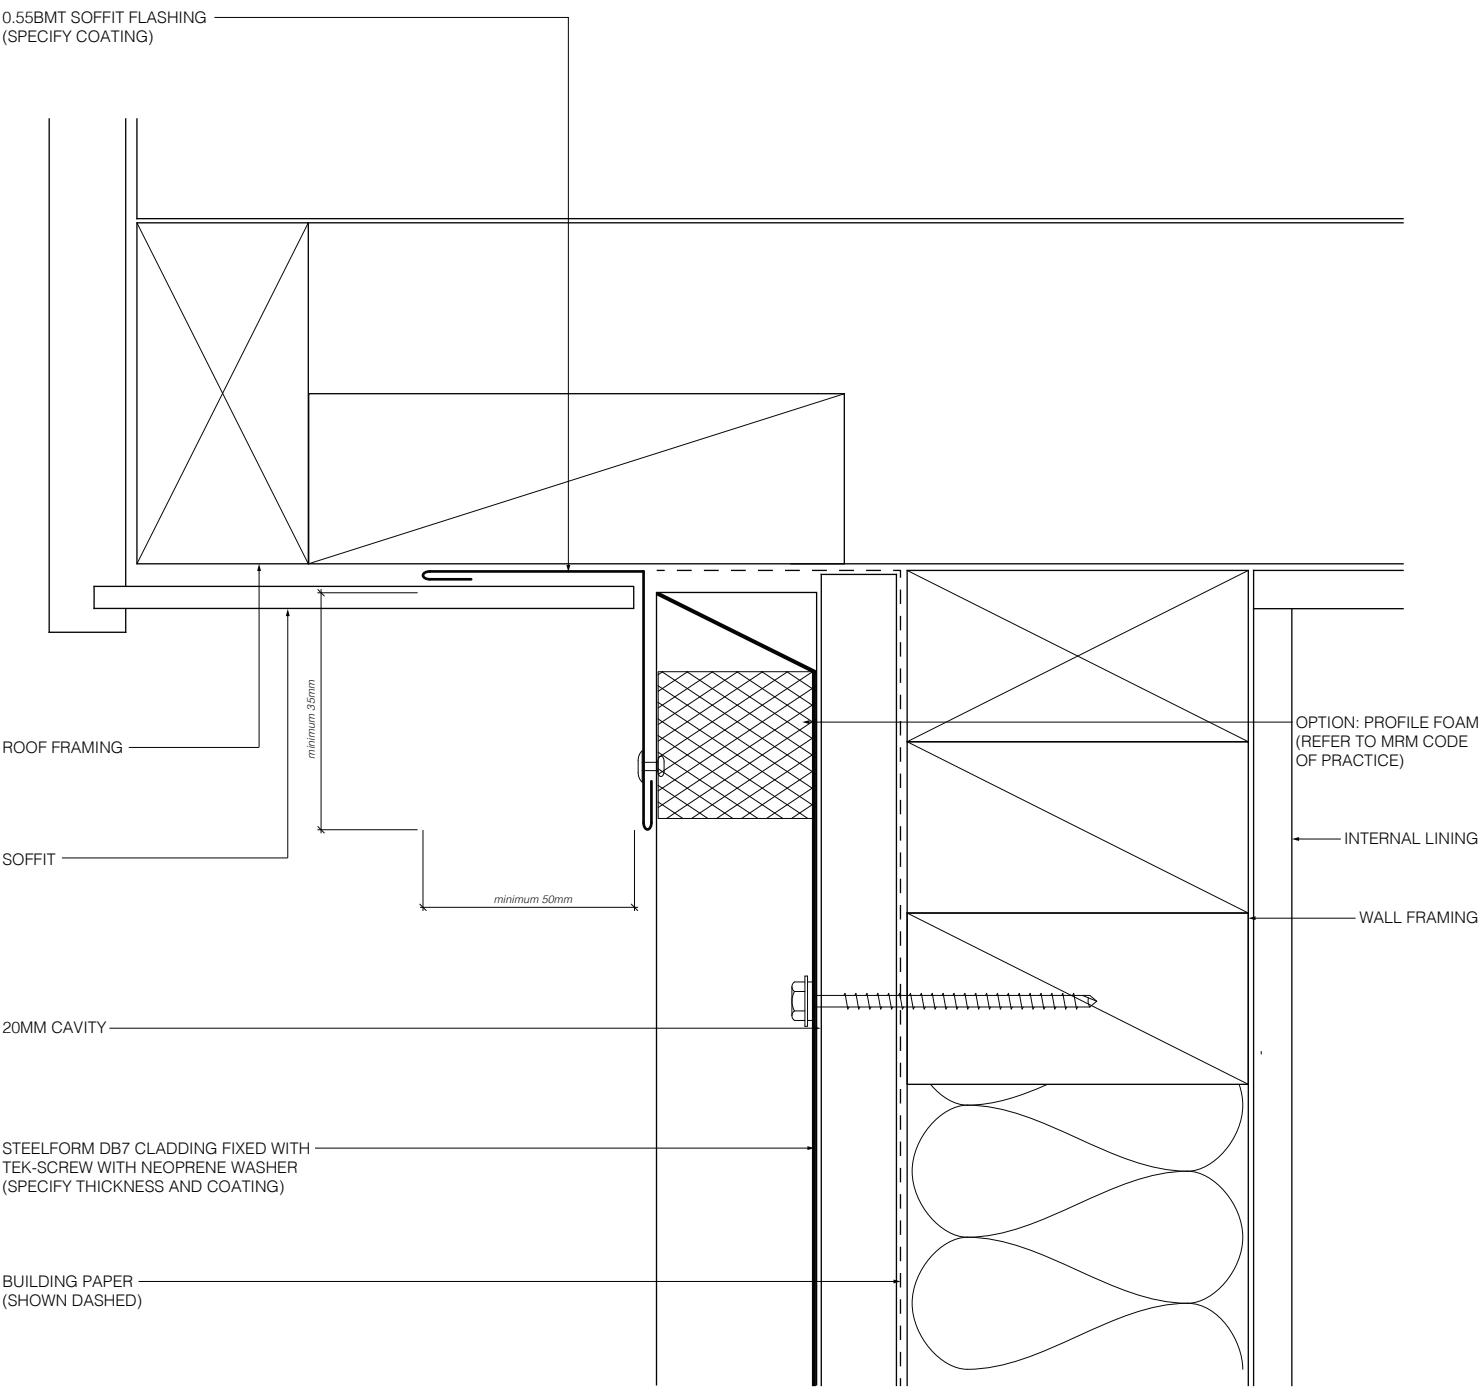 0.55BMT SOFFIT FLASHING
(SPECIFY COATING)
minimum 35mm
ROOF FRAMING
OPTION: PROFILE FOAM
(REFER TO MRM CODE
OF PRACTICE)
INTERNAL LINING
SOFFIT
minimum 50mm
WALL FRAMING
20MM CAVITY
STEELFORM DB7 CLADDING FIXED WITH
TEK-SCREW WITH NEOPRENE WASHER
(SPECIFY THICKNESS AND COATING)
BUILDING PAPER
(SHOWN DASHED)